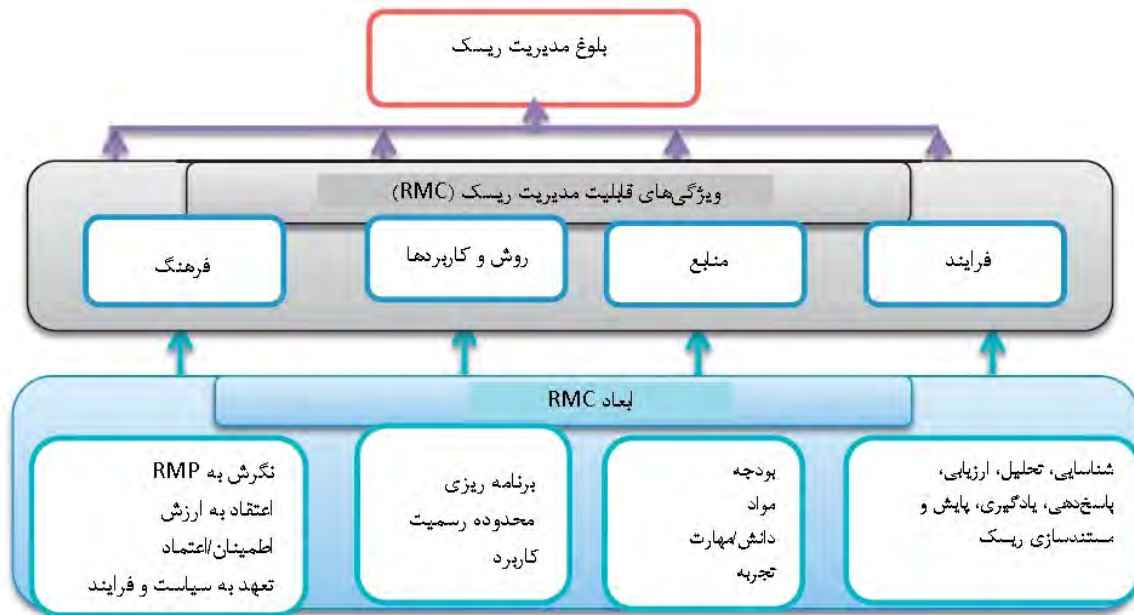 بلوغ مدیریت ریسک
ویژگی‌های قابلیت مدیریت ریسک (RMC)
فرایند
منابع
روش و کاربردها
فرهنگ
ابعاد RMC
شناسایی، تحلیل، ارزیابی،
پاسخ‌دهی، یادگیری، پایش و
مستندسازی ریسک
بودجه
مواد
دانش/مهارت
تجربه
برنامه ریزی
محدوده رسمیت
کاربرد
نگرش به RMP
اعتقاد به ارزش
اطمینان/اعتماد
تعهد به سیاست و فرایند